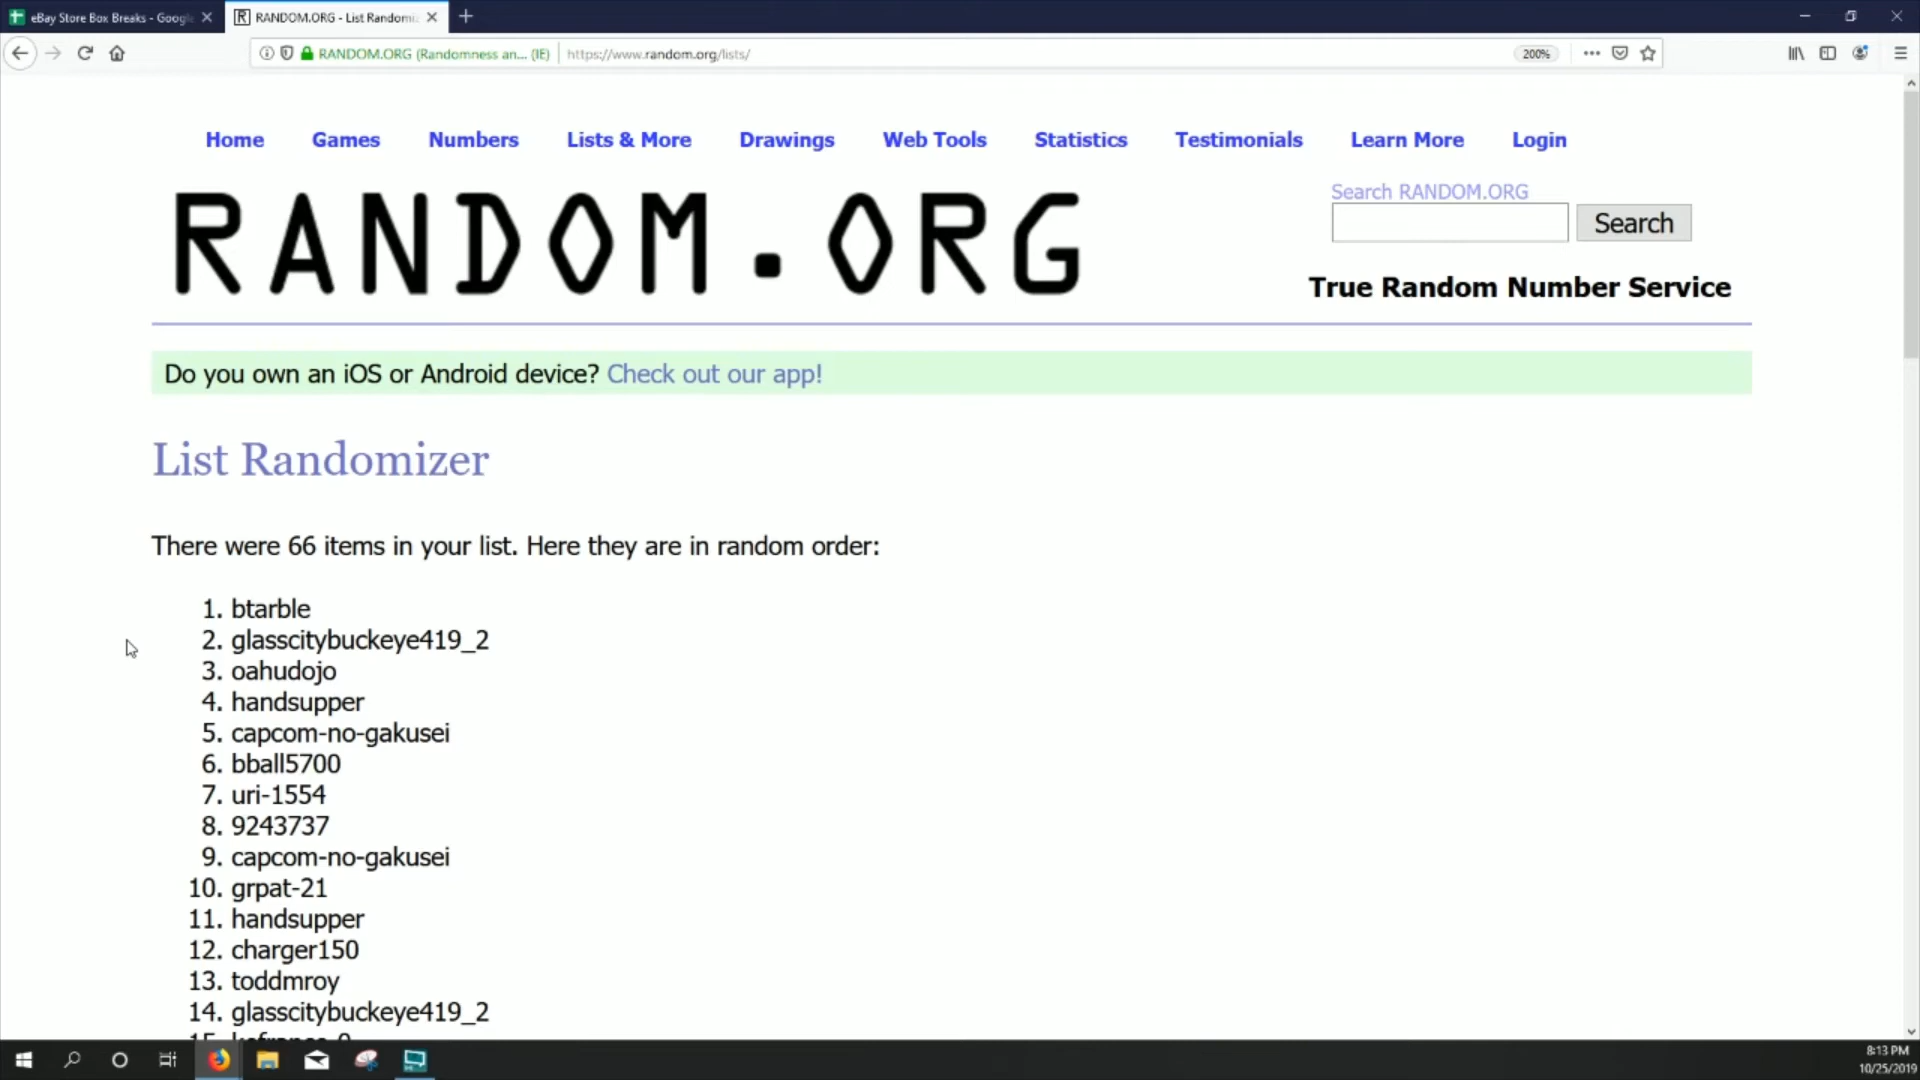 eBay Store Box Breaks - Google
RANDOM.ORG - List Randomi
RANDOM.ORG (Randomness an... (IE)
https://www.random.org/lists/
200%
Home Games Numbers Lists & More Drawings Web Tools Statistics Testimonials Learn More Login
RANDOM.ORG
Search RANDOM.ORG
Search
True Random Number Service
Do you own an iOS or Android device? Check out our app!
List Randomizer
There were 66 items in your list. Here they are in random order:
1. btarble
2. glasscitybuckeye419_2
3. oahudojo
4. handsupper
5. capcom-no-gakusei
6. bball5700
7. uri-1554
8. 9243737
9. capcom-no-gakusei
10. grpat-21
11. handsupper
12. charger150
13. toddmroy
14. glasscitybuckeye419_2
8:13 PM
10/25/2019